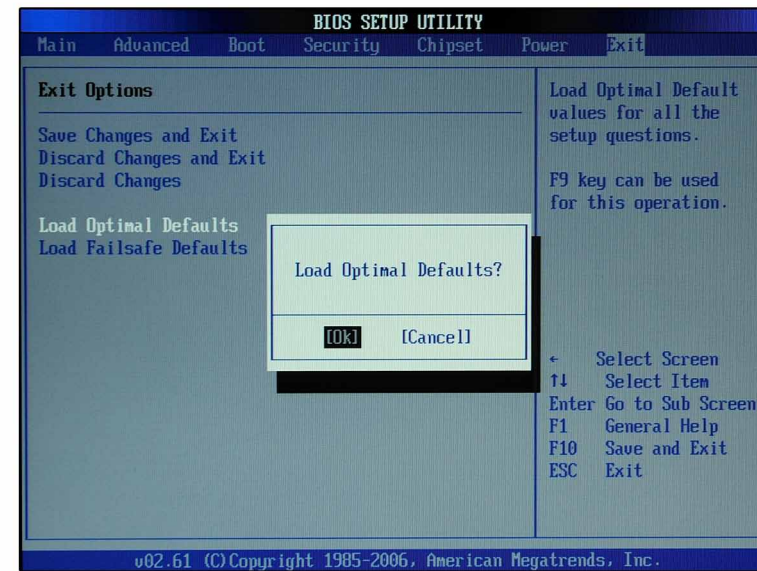 BIOS SETUP UTILITY
Main Advanced Boot Security Chipset Power Exit
Exit Options
Save Changes and Exit
Discard Changes and Exit
Discard Changes
Load Optimal Defaults
Load Failsafe Defaults
Load Optimal Defaults?
[Ok] [Cancel]
Load Optimal Default
values for all the
setup questions.
F9 key can be used
for this operation.
← Select Screen
↑↓ Select Item
Enter Go to Sub Screen
F1 General Help
F10 Save and Exit
ESC Exit
v02.61 (C)Copyright 1985-2006, American Megatrends, Inc.